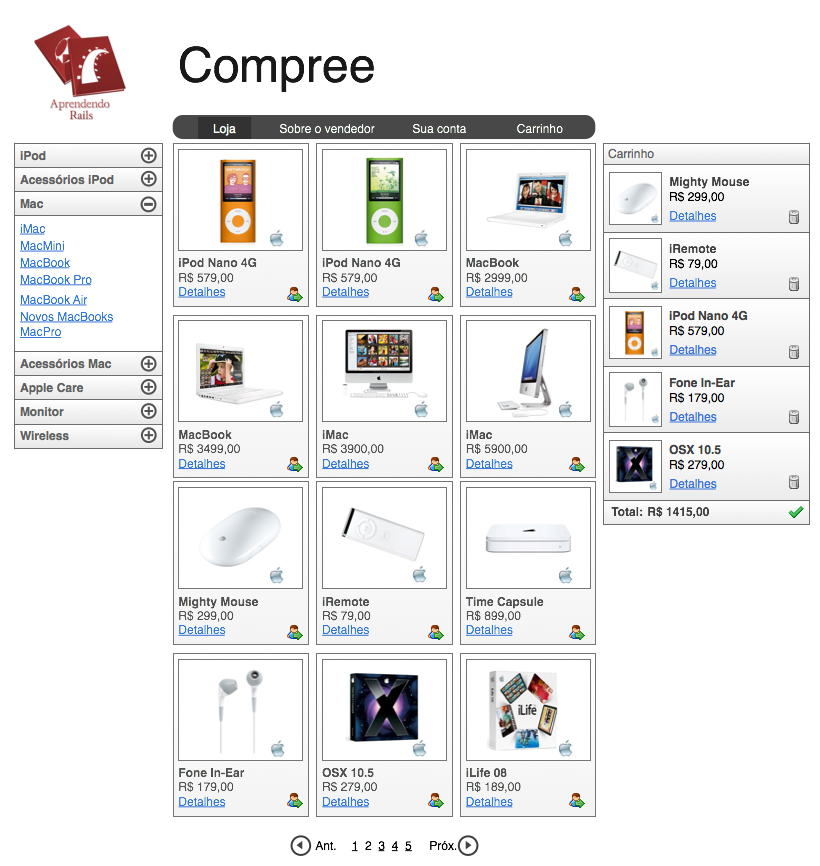 Compree
Aprendendo
Rails
Loja Sobre o vendedor Sua conta Carrinho
iPod
Acessórios iPod
Mac
iMac
MacMini
MacBook
MacBook Pro
MacBook Air
Novos MacBooks
MacPro
Acessórios Mac
Apple Care
Monitor
Wireless
iPod Nano 4G
R$ 579,00
Detalhes
iPod Nano 4G
R$ 579,00
Detalhes
MacBook
R$ 2999,00
Detalhes
MacBook
R$ 3499,00
Detalhes
iMac
R$ 3900,00
Detalhes
iMac
R$ 5900,00
Detalhes
Mighty Mouse
R$ 299,00
Detalhes
iRemote
R$ 79,00
Detalhes
Time Capsule
R$ 899,00
Detalhes
Fone In-Ear
R$ 179,00
Detalhes
OSX 10.5
R$ 279,00
Detalhes
iLife
iLife 08
R$ 189,00
Detalhes
Carrinho
Mighty Mouse
R$ 299,00
Detalhes
iRemote
R$ 79,00
Detalhes
iPod Nano 4G
R$ 579,00
Detalhes
Fone In-Ear
R$ 179,00
Detalhes
OSX 10.5
R$ 279,00
Detalhes
Total: R$ 1415,00
Ant. 1 2 3 4 5 Próx.